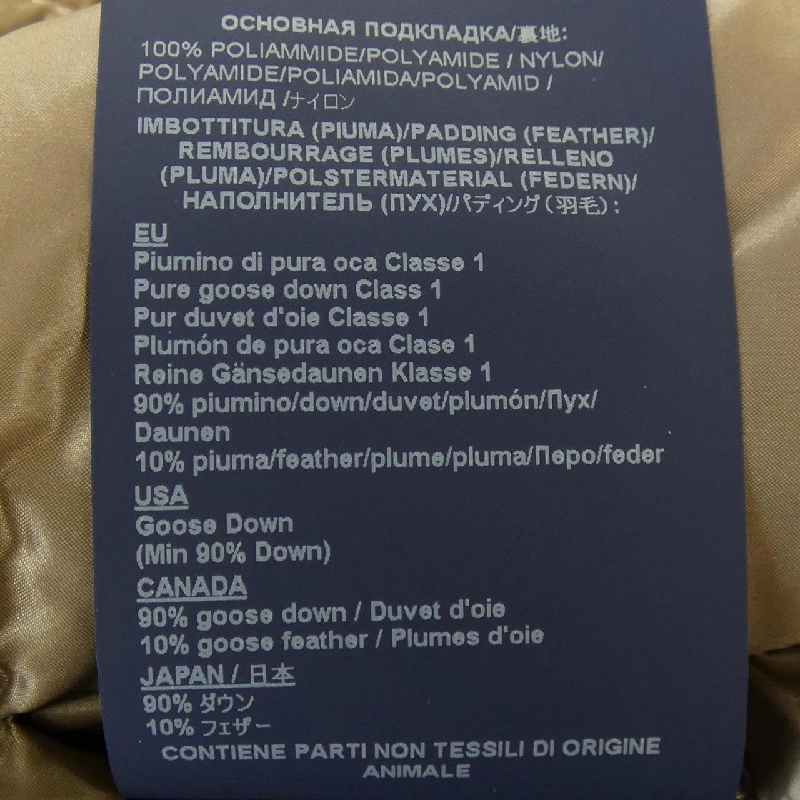 ОСНОВНАЯ ПОДКЛАДКА/裏地:
100% POLIAMMIDE/POLYAMIDE / NYLON/
POLYAMIDE/POLIAMIDA/POLYAMID /
ПОЛИАМИД /ナイロン
IMBOTTITURA (PIUMA)/PADDING (FEATHER)/
REMBOURRAGE (PLUMES)/RELLENO
(PLUMA)/POLSTERMATERIAL (FEDERN)/
НАПОЛНИТЕЛЬ (ПУХ)/パディング(羽毛):
EU
Piumino di pura oca Classe 1
Pure goose down Class 1
Pur duvet d'oie Classe 1
Plumón de pura oca Clase 1
Reine Gänsedaunen Klasse 1
90% piumino/down/duvet/plumón/Пух/
Daunen
10% piuma/feather/plume/pluma/Перо/feder
USA
Goose Down
(Min 90% Down)
CANADA
90% goose down / Duvet d'oie
10% goose feather / Plumes d'oie
JAPAN / 日本
90% ダウン
10% フェザー
CONTIENE PARTI NON TESSILI DI ORIGINE
ANIMALE